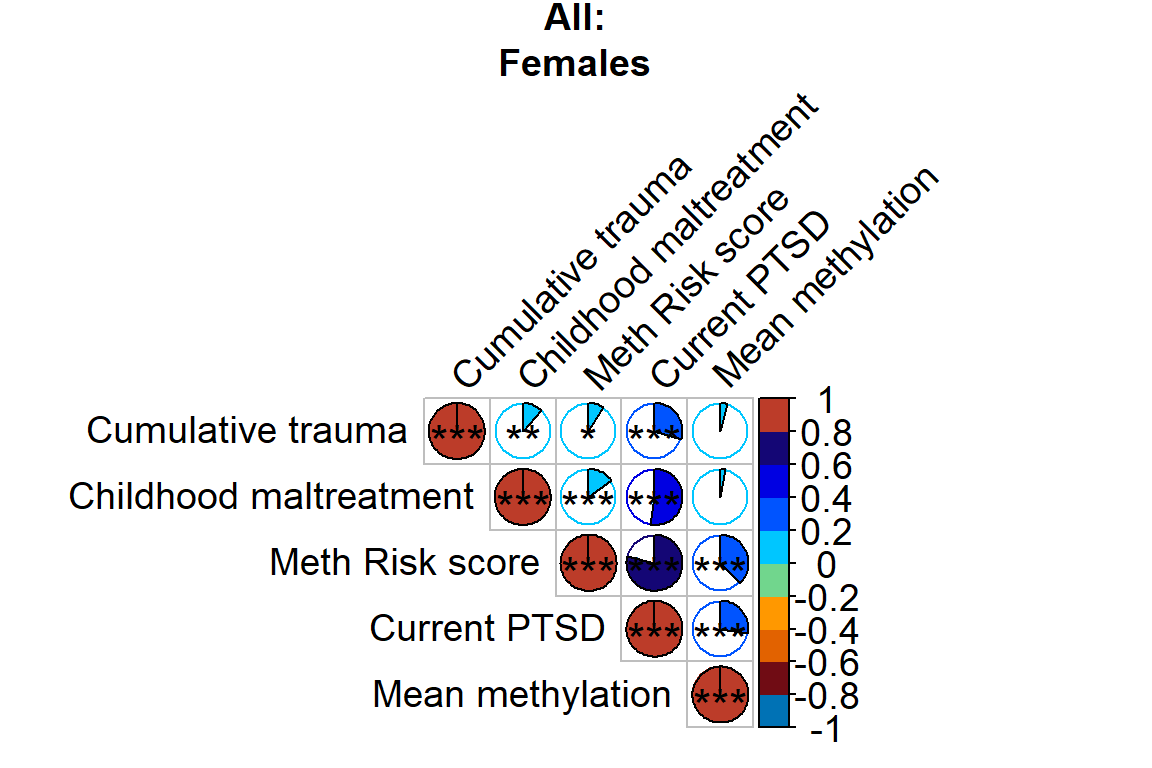 All:
Females
Cumulative trauma
Childhood maltreatment
Meth Risk score
Current PTSD
Mean methylation
Cumulative trauma
*** ** * ***
Childhood maltreatment
*** *** ***
Meth Risk score
*** *** ***
Current PTSD
*** ***
Mean methylation
***
1
0.8
0.6
0.4
0.2
0
-0.2
-0.4
-0.6
-0.8
-1